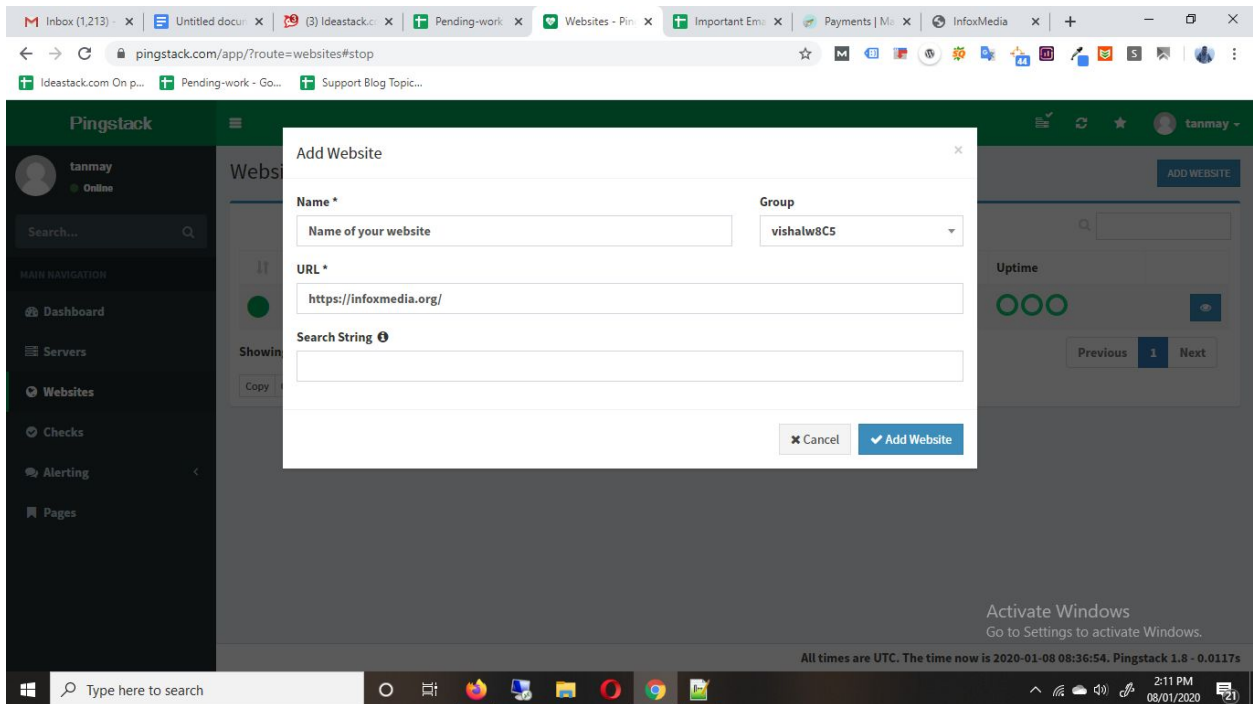 Inbox (1,213) -
Untitled docun
(3) Ideastack.c
Pending-work
Websites - Pin
Important Ema
Payments | Ma
InfoxMedia
pingstack.com/app/?route=websites#stop
44
Ideastack.com On p...
Pending-work - Go...
Support Blog Topic...
Pingstack
tanmay
tanmay
Online
Search...
MAIN NAVIGATION
Dashboard
Servers
Websites
Checks
Alerting
Pages
Websi
ADD WEBSITE
Add Website
Name *
Group
Name of your website
vishalw8C5
URL *
https://infoxmedia.org/
Search String
Cancel
Add Website
Uptime
Showin
Previous 1 Next
Copy
Activate Windows
Go to Settings to activate Windows.
All times are UTC. The time now is 2020-01-08 08:36:54. Pingstack 1.8 - 0.0117s
Type here to search
2:11 PM
08/01/2020
21